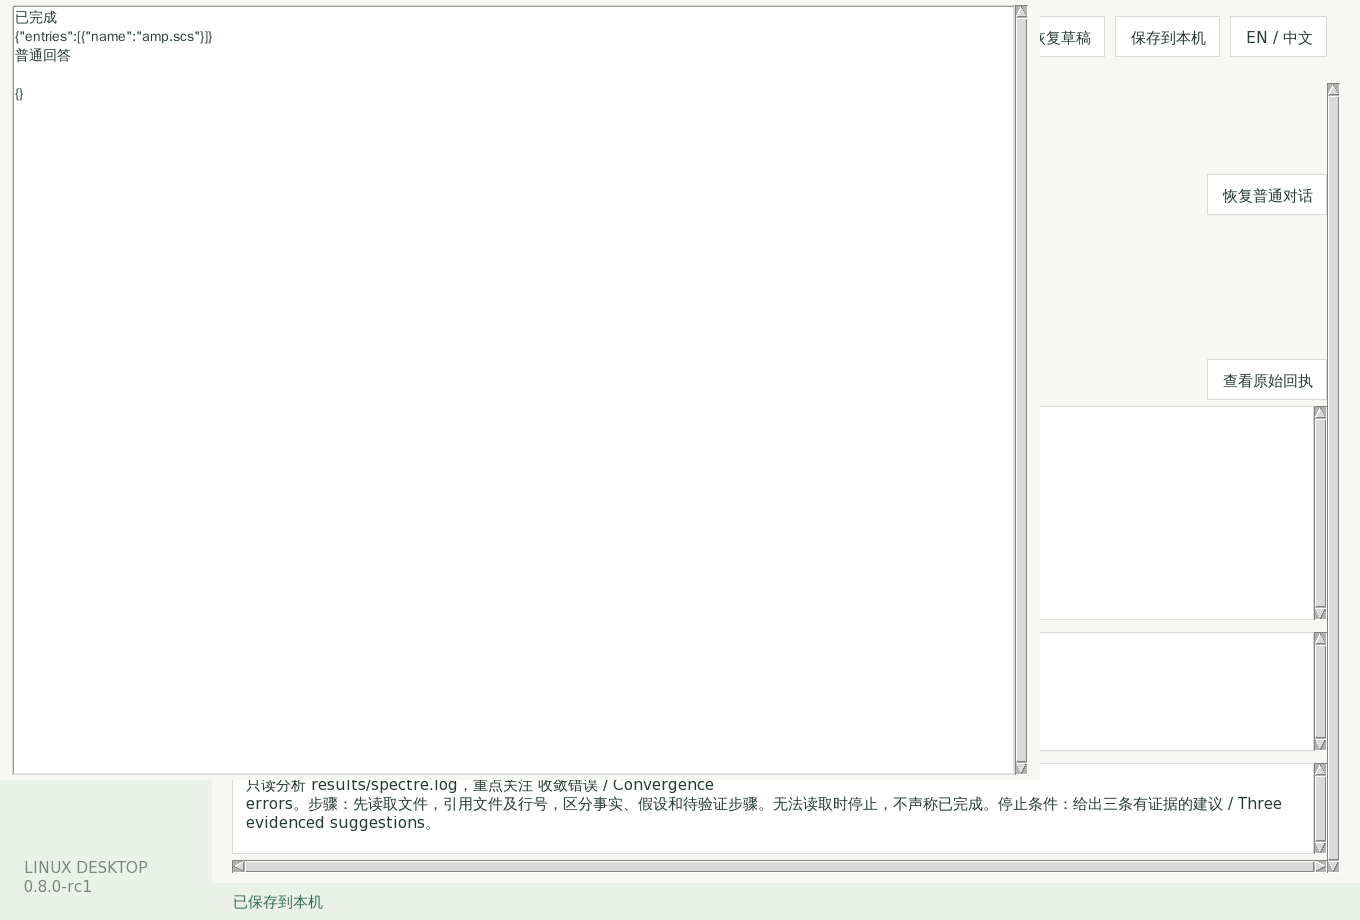 已完成
{"entries":[{"name":"amp.scs"}]}
普通回答
{}
恢复草稿
保存到本机
EN / 中文
恢复普通对话
查看原始回执
只读分析 results/spectre.log，重点关注 收敛错误 / Convergence
errors。步骤：先读取文件，引用文件及行号，区分事实、假设和待验证步骤。无法读取时停止，不声称已完成。停止条件：给出三条有证据的建议 / Three
evidenced suggestions。
LINUX DESKTOP
0.8.0-rc1
已保存到本机